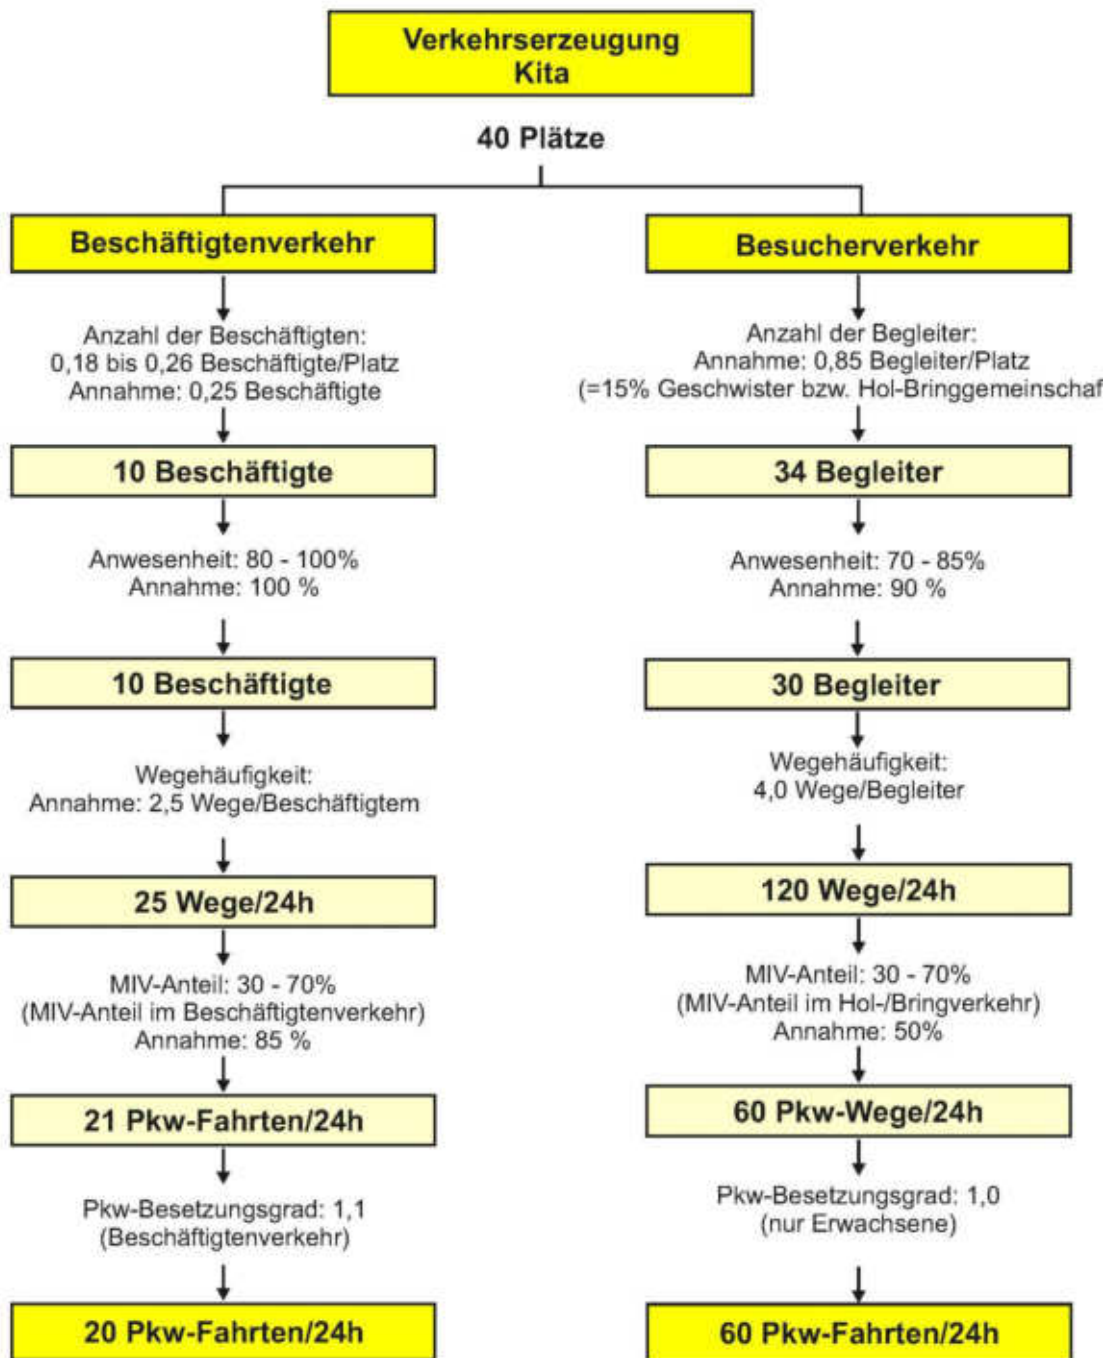 Verkehrserzeugung
Kita
40 Plätze
Beschäftigtenverkehr
Anzahl der Beschäftigten:
0,18 bis 0,26 Beschäftigte/Platz
Annahme: 0,25 Beschäftigte
10 Beschäftigte
Anwesenheit: 80 - 100%
Annahme: 100 %
10 Beschäftigte
Wegehäufigkeit:
Annahme: 2,5 Wege/Beschäftigtem
25 Wege/24h
MIV-Anteil: 30 - 70%
(MIV-Anteil im Beschäftigtenverkehr)
Annahme: 85 %
21 Pkw-Fahrten/24h
Pkw-Besetzungsgrad: 1,1
(Beschäftigtenverkehr)
20 Pkw-Fahrten/24h
Besucherverkehr
Anzahl der Begleiter:
Annahme: 0,85 Begleiter/Platz
(=15% Geschwister bzw. Hol-Bringgemeinschaf
34 Begleiter
Anwesenheit: 70 - 85%
Annahme: 90 %
30 Begleiter
Wegehäufigkeit:
4,0 Wege/Begleiter
120 Wege/24h
MIV-Anteil: 30 - 70%
(MIV-Anteil im Hol-/Bringverkehr)
Annahme: 50%
60 Pkw-Wege/24h
Pkw-Besetzungsgrad: 1,0
(nur Erwachsene)
60 Pkw-Fahrten/24h